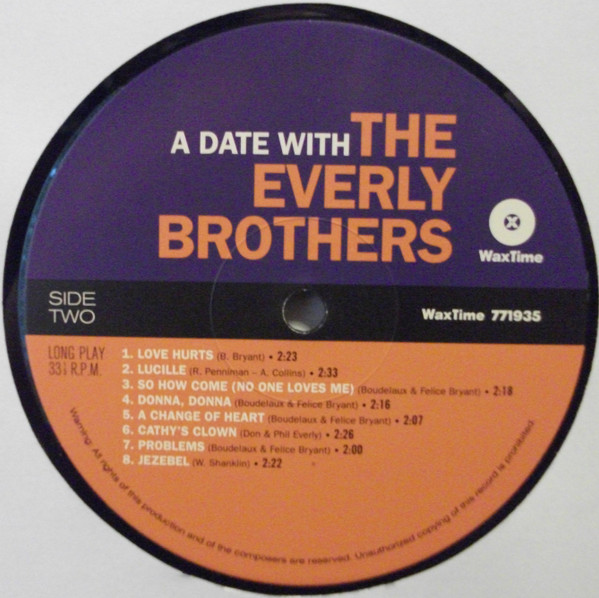 A DATE WITH THE
EVERLY
BROTHERS
WaxTime
SIDE
TWO
WaxTime 771935
LONG PLAY
33⅓ R.P.M.
1. LOVE HURTS (B. Bryant) • 2:23
2. LUCILLE (R. Penniman – A. Collins) • 2:33
3. SO HOW COME (NO ONE LOVES ME) (Boudelaux & Felice Bryant) • 2:18
4. DONNA, DONNA (Boudelaux & Felice Bryant) • 2:16
5. A CHANGE OF HEART (Boudelaux & Felice Bryant) • 2:07
6. CATHY'S CLOWN (Don & Phil Everly) • 2:26
7. PROBLEMS (Boudelaux & Felice Bryant) • 2:00
8. JEZEBEL (W. Shanklin) • 2:22
Warning: All rights of this production and of the composers are reserved. Unauthorized copying of this record is prohibited.